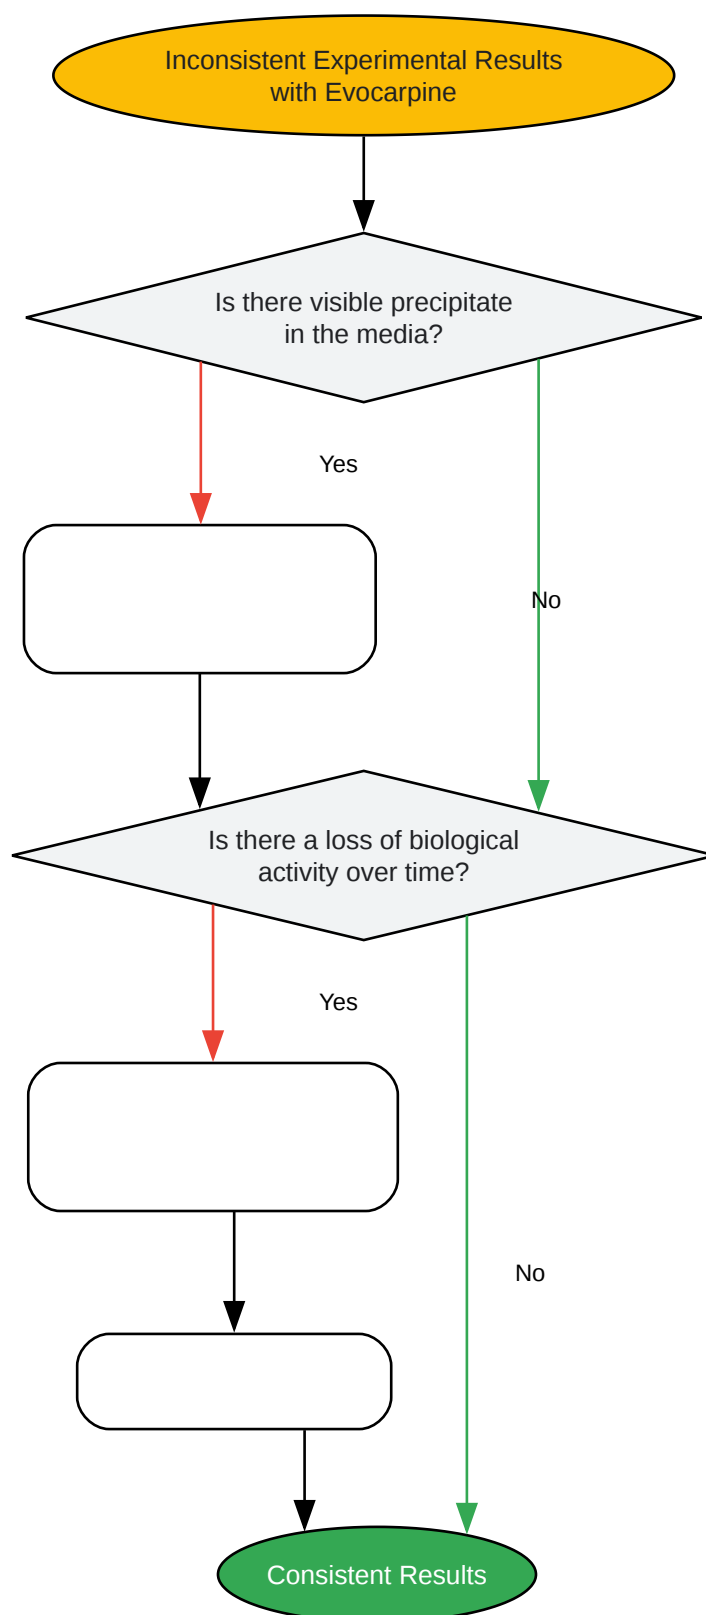 Inconsistent Experimental Results
with Evocarpine
Is there visible precipitate
in the media?
Yes
No
Is there a loss of biological
activity over time?
Yes
No
Consistent Results